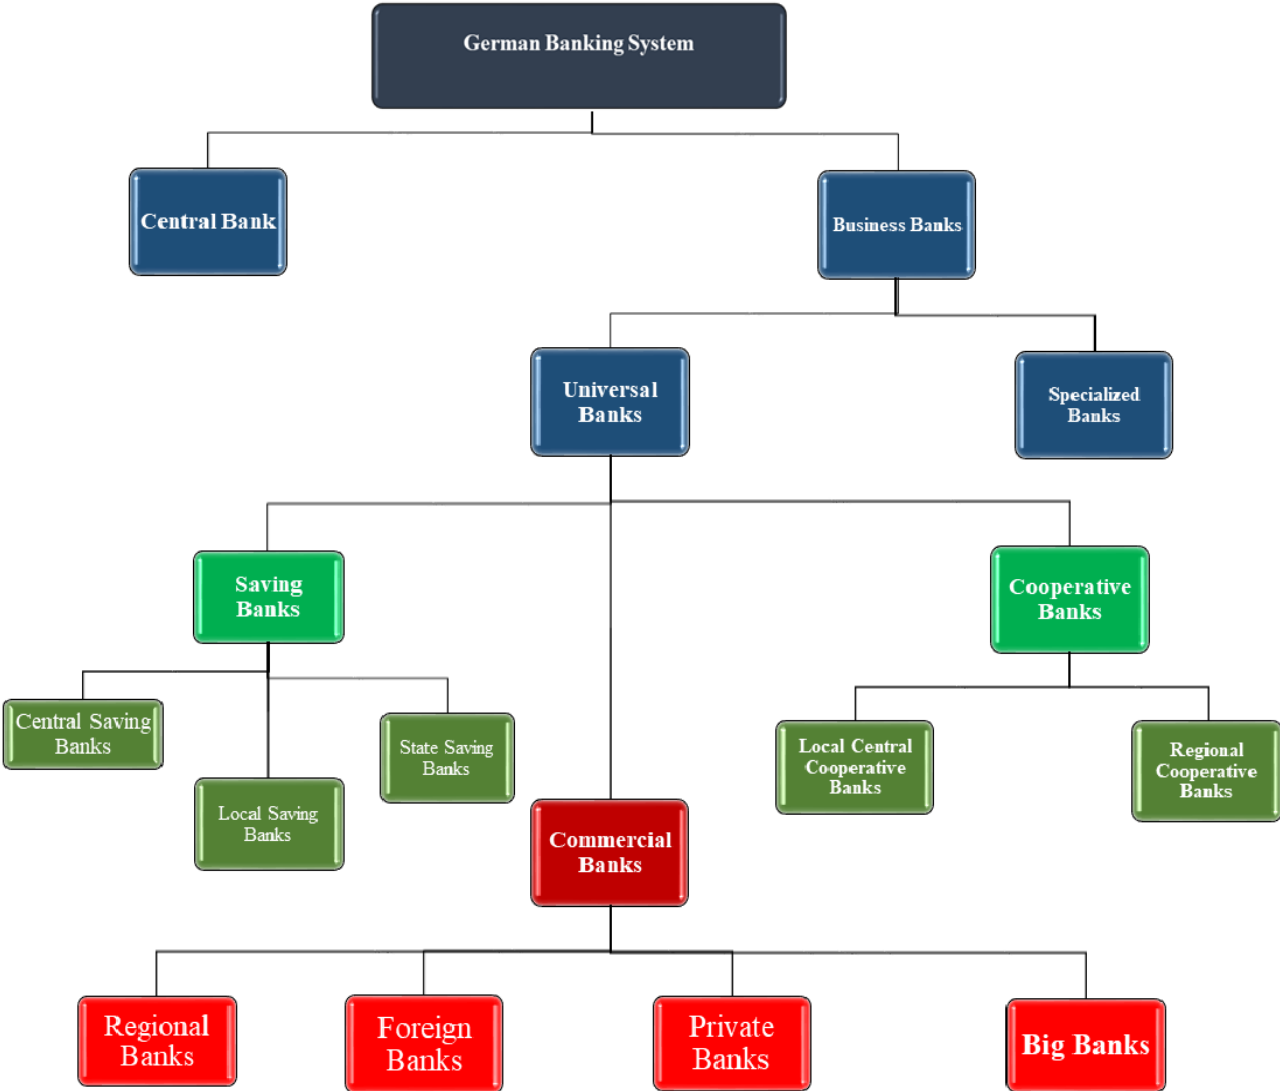 German Banking System
Central Bank
Business Banks
Universal
Banks
Specialized
Banks
Saving
Banks
Cooperative
Banks
Central Saving
Banks
State Saving
Banks
Local Saving
Banks
Local Central
Cooperative
Banks
Regional
Cooperative
Banks
Commercial
Banks
Regional
Banks
Foreign
Banks
Private
Banks
Big Banks